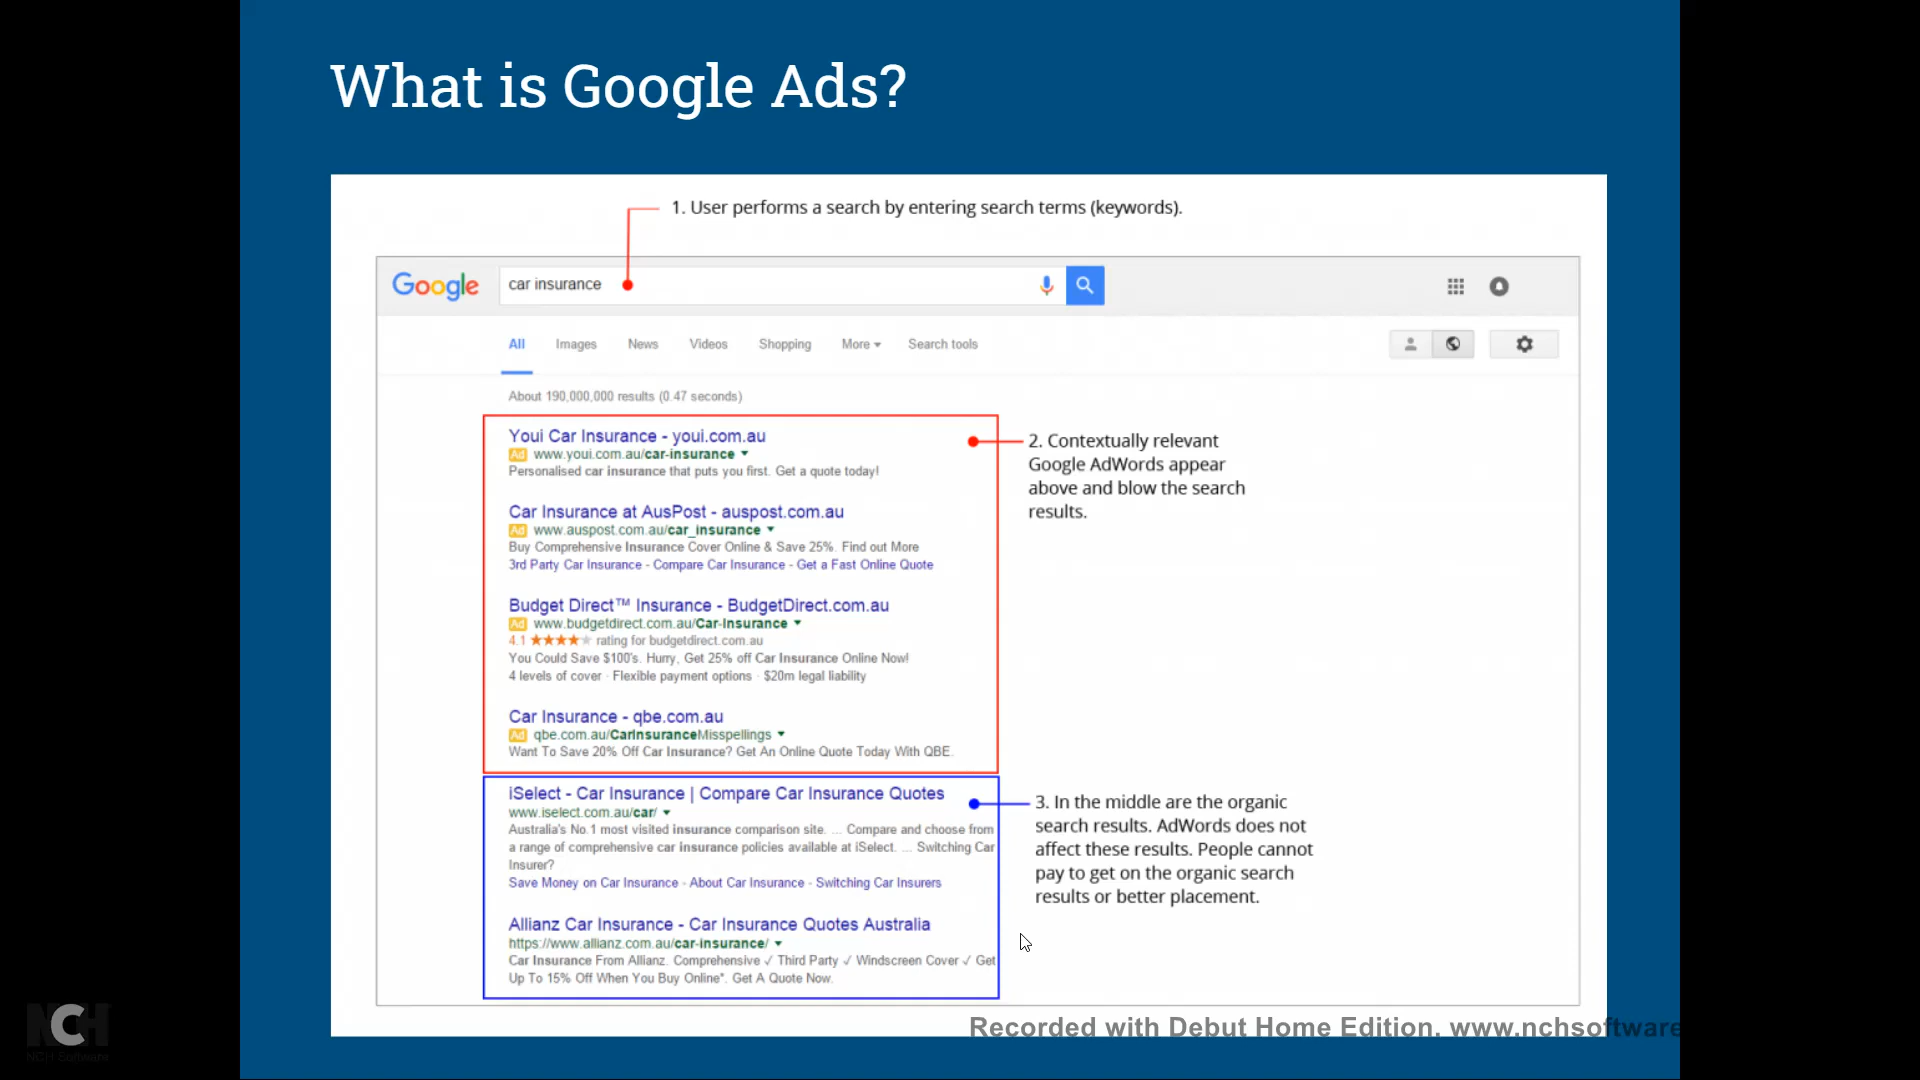 What is Google Ads?
1. User performs a search by entering search terms (keywords).
Google
car insurance
All Images News Videos Shopping More Search tools
About 190,000,000 results (0.47 seconds)
Youi Car Insurance - youi.com.au
Ad www.youi.com.au/car-insurance
Personalised car insurance that puts you first. Get a quote today!
Car Insurance at AusPost - auspost.com.au
Ad www.auspost.com.au/car_insurance
Buy Comprehensive Insurance Cover Online & Save 25%. Find out More
3rd Party Car Insurance - Compare Car Insurance - Get a Fast Online Quote
Budget Direct™ Insurance - BudgetDirect.com.au
Ad www.budgetdirect.com.au/Car-Insurance
4.1 ★★★★★ rating for budgetdirect.com.au
You Could Save $100's. Hurry, Get 25% off Car Insurance Online Now!
4 levels of cover · Flexible payment options · $20m legal liability
Car Insurance - qbe.com.au
Ad qbe.com.au/CarInsuranceMisspellings
Want To Save 20% Off Car Insurance? Get An Online Quote Today With QBE.
2. Contextually relevant
Google AdWords appear
above and blow the search
results.
iSelect - Car Insurance | Compare Car Insurance Quotes
www.iselect.com.au/car/
Australia's No.1 most visited insurance comparison site. ... Compare and choose from
a range of comprehensive car insurance policies available at iSelect. ... Switching Car
Insurer?
Save Money on Car Insurance - About Car Insurance - Switching Car Insurers
Allianz Car Insurance - Car Insurance Quotes Australia
https://www.allianz.com.au/car-insurance/
Car Insurance From Allianz. Comprehensive ✓ Third Party ✓ Windscreen Cover ✓ Get
Up To 15% Off When You Buy Online*. Get A Quote Now.
3. In the middle are the organic
search results. AdWords does not
affect these results. People cannot
pay to get on the organic search
results or better placement.
NCH
NCH Software
Recorded with Debut Home Edition. www.nchsoftware